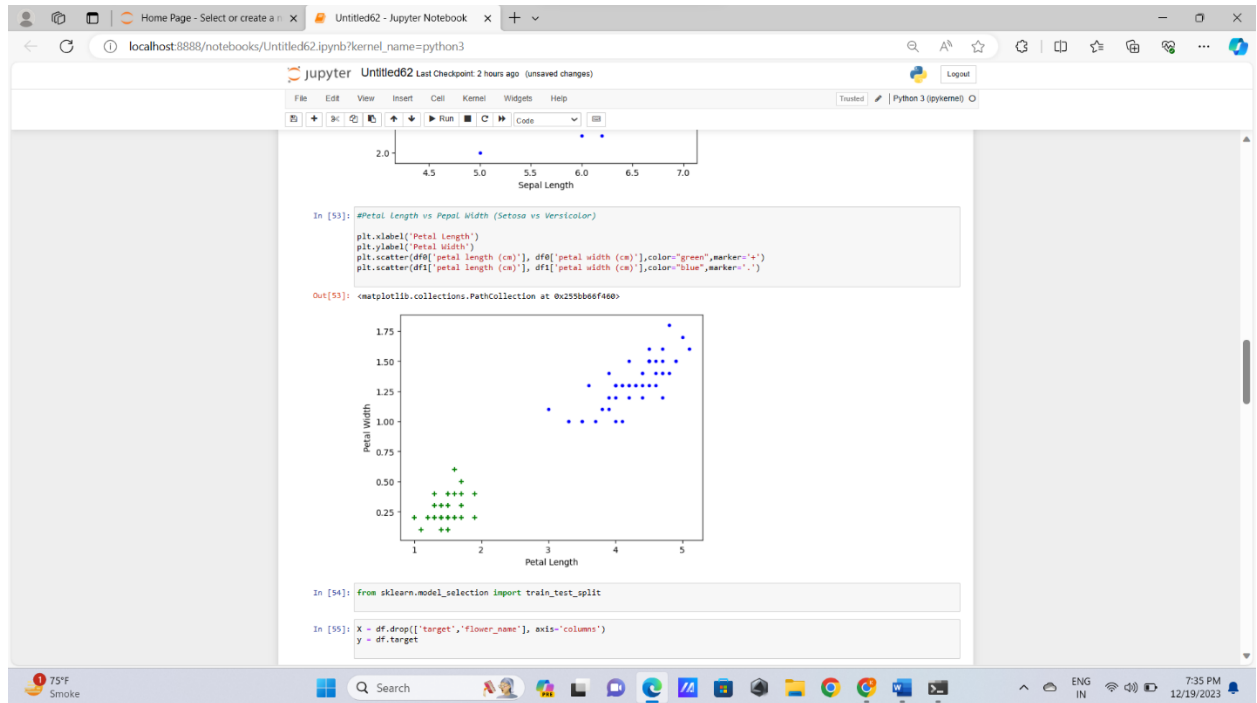 Home Page - Select or create a n
Untitled62 - Jupyter Notebook
localhost:8888/notebooks/Untitled62.ipynb?kernel_name=python3
jupyter Untitled62 Last Checkpoint: 2 hours ago (unsaved changes)
Logout
File Edit View Insert Cell Kernel Widgets Help
Trusted
Python 3 (ipykernel)
Run
Code
2.0
4.5 5.0 5.5 6.0 6.5 7.0
Sepal Length
In [53]: #Petal Length vs Pepal Width (Setosa vs Versicolor)
plt.xlabel('Petal Length')
plt.ylabel('Petal Width')
plt.scatter(df0['petal length (cm)'], df0['petal width (cm)'],color="green",marker='+')
plt.scatter(df1['petal length (cm)'], df1['petal width (cm)'],color="blue",marker='.')
Out[53]: <matplotlib.collections.PathCollection at 0x255bb66f460>
1.75
1.50
1.25
1.00
0.75
0.50
0.25
Petal Width
1 2 3 4 5
Petal Length
In [54]: from sklearn.model_selection import train_test_split
In [55]: X = df.drop(['target','flower_name'], axis='columns')
y = df.target
1
75°F
Smoke
Search
PRE
ENG
IN
7:35 PM
12/19/2023